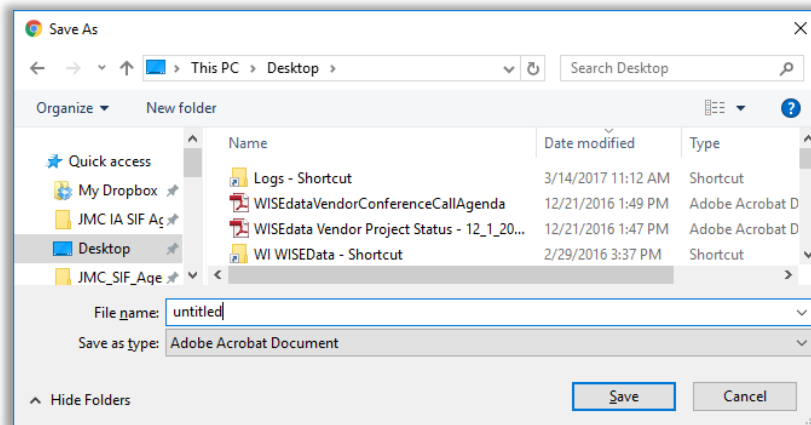 Save As
This PC > Desktop >
Search Desktop
Organize
New folder
?
Name Date modified Type
Quick access
My Dropbox
JMC IA SIF Ag
Desktop
JMC_SIF_Age
Logs - Shortcut 3/14/2017 11:12 AM Shortcut
WISEdataVendorConferenceCallAgenda 12/21/2016 1:49 PM Adobe Acrobat D
WISEdata Vendor Project Status - 12_1_20... 12/21/2016 1:47 PM Adobe Acrobat D
WI WISEData - Shortcut 2/29/2016 3:37 PM Shortcut
File name: untitled
Save as type: Adobe Acrobat Document
Hide Folders
Save
Cancel